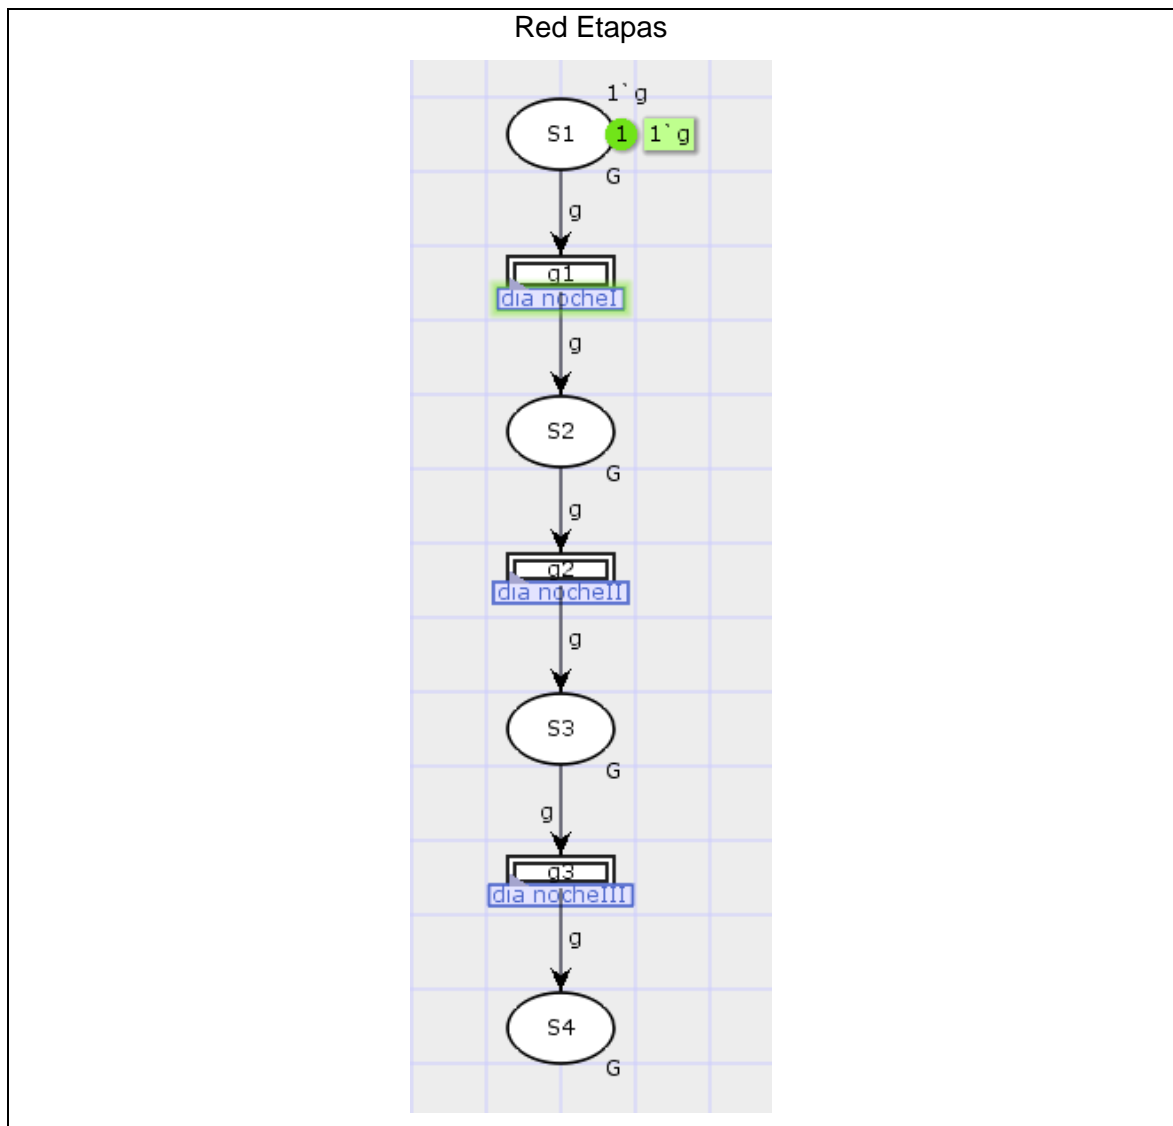 Red Etapas
1`g
S1
1
1`g
G
g
g1
dia nocheI
g
S2
G
g
g2
dia nocheII
g
S3
G
g
g3
dia nocheIII
g
S4
G